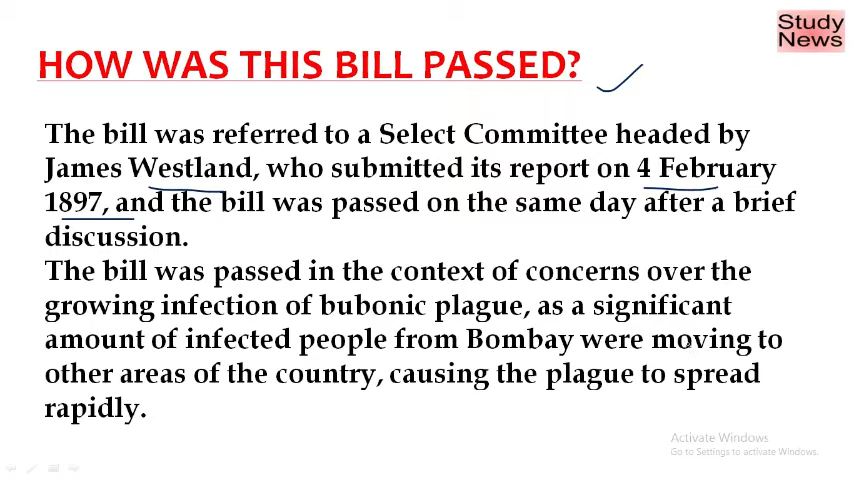 Study
News
HOW WAS THIS BILL PASSED?
The bill was referred to a Select Committee headed by
James Westland, who submitted its report on 4 February
1897, and the bill was passed on the same day after a brief
discussion.
The bill was passed in the context of concerns over the
growing infection of bubonic plague, as a significant
amount of infected people from Bombay were moving to
other areas of the country, causing the plague to spread
rapidly.
Activate Windows
Go to Settings to activate Windows.